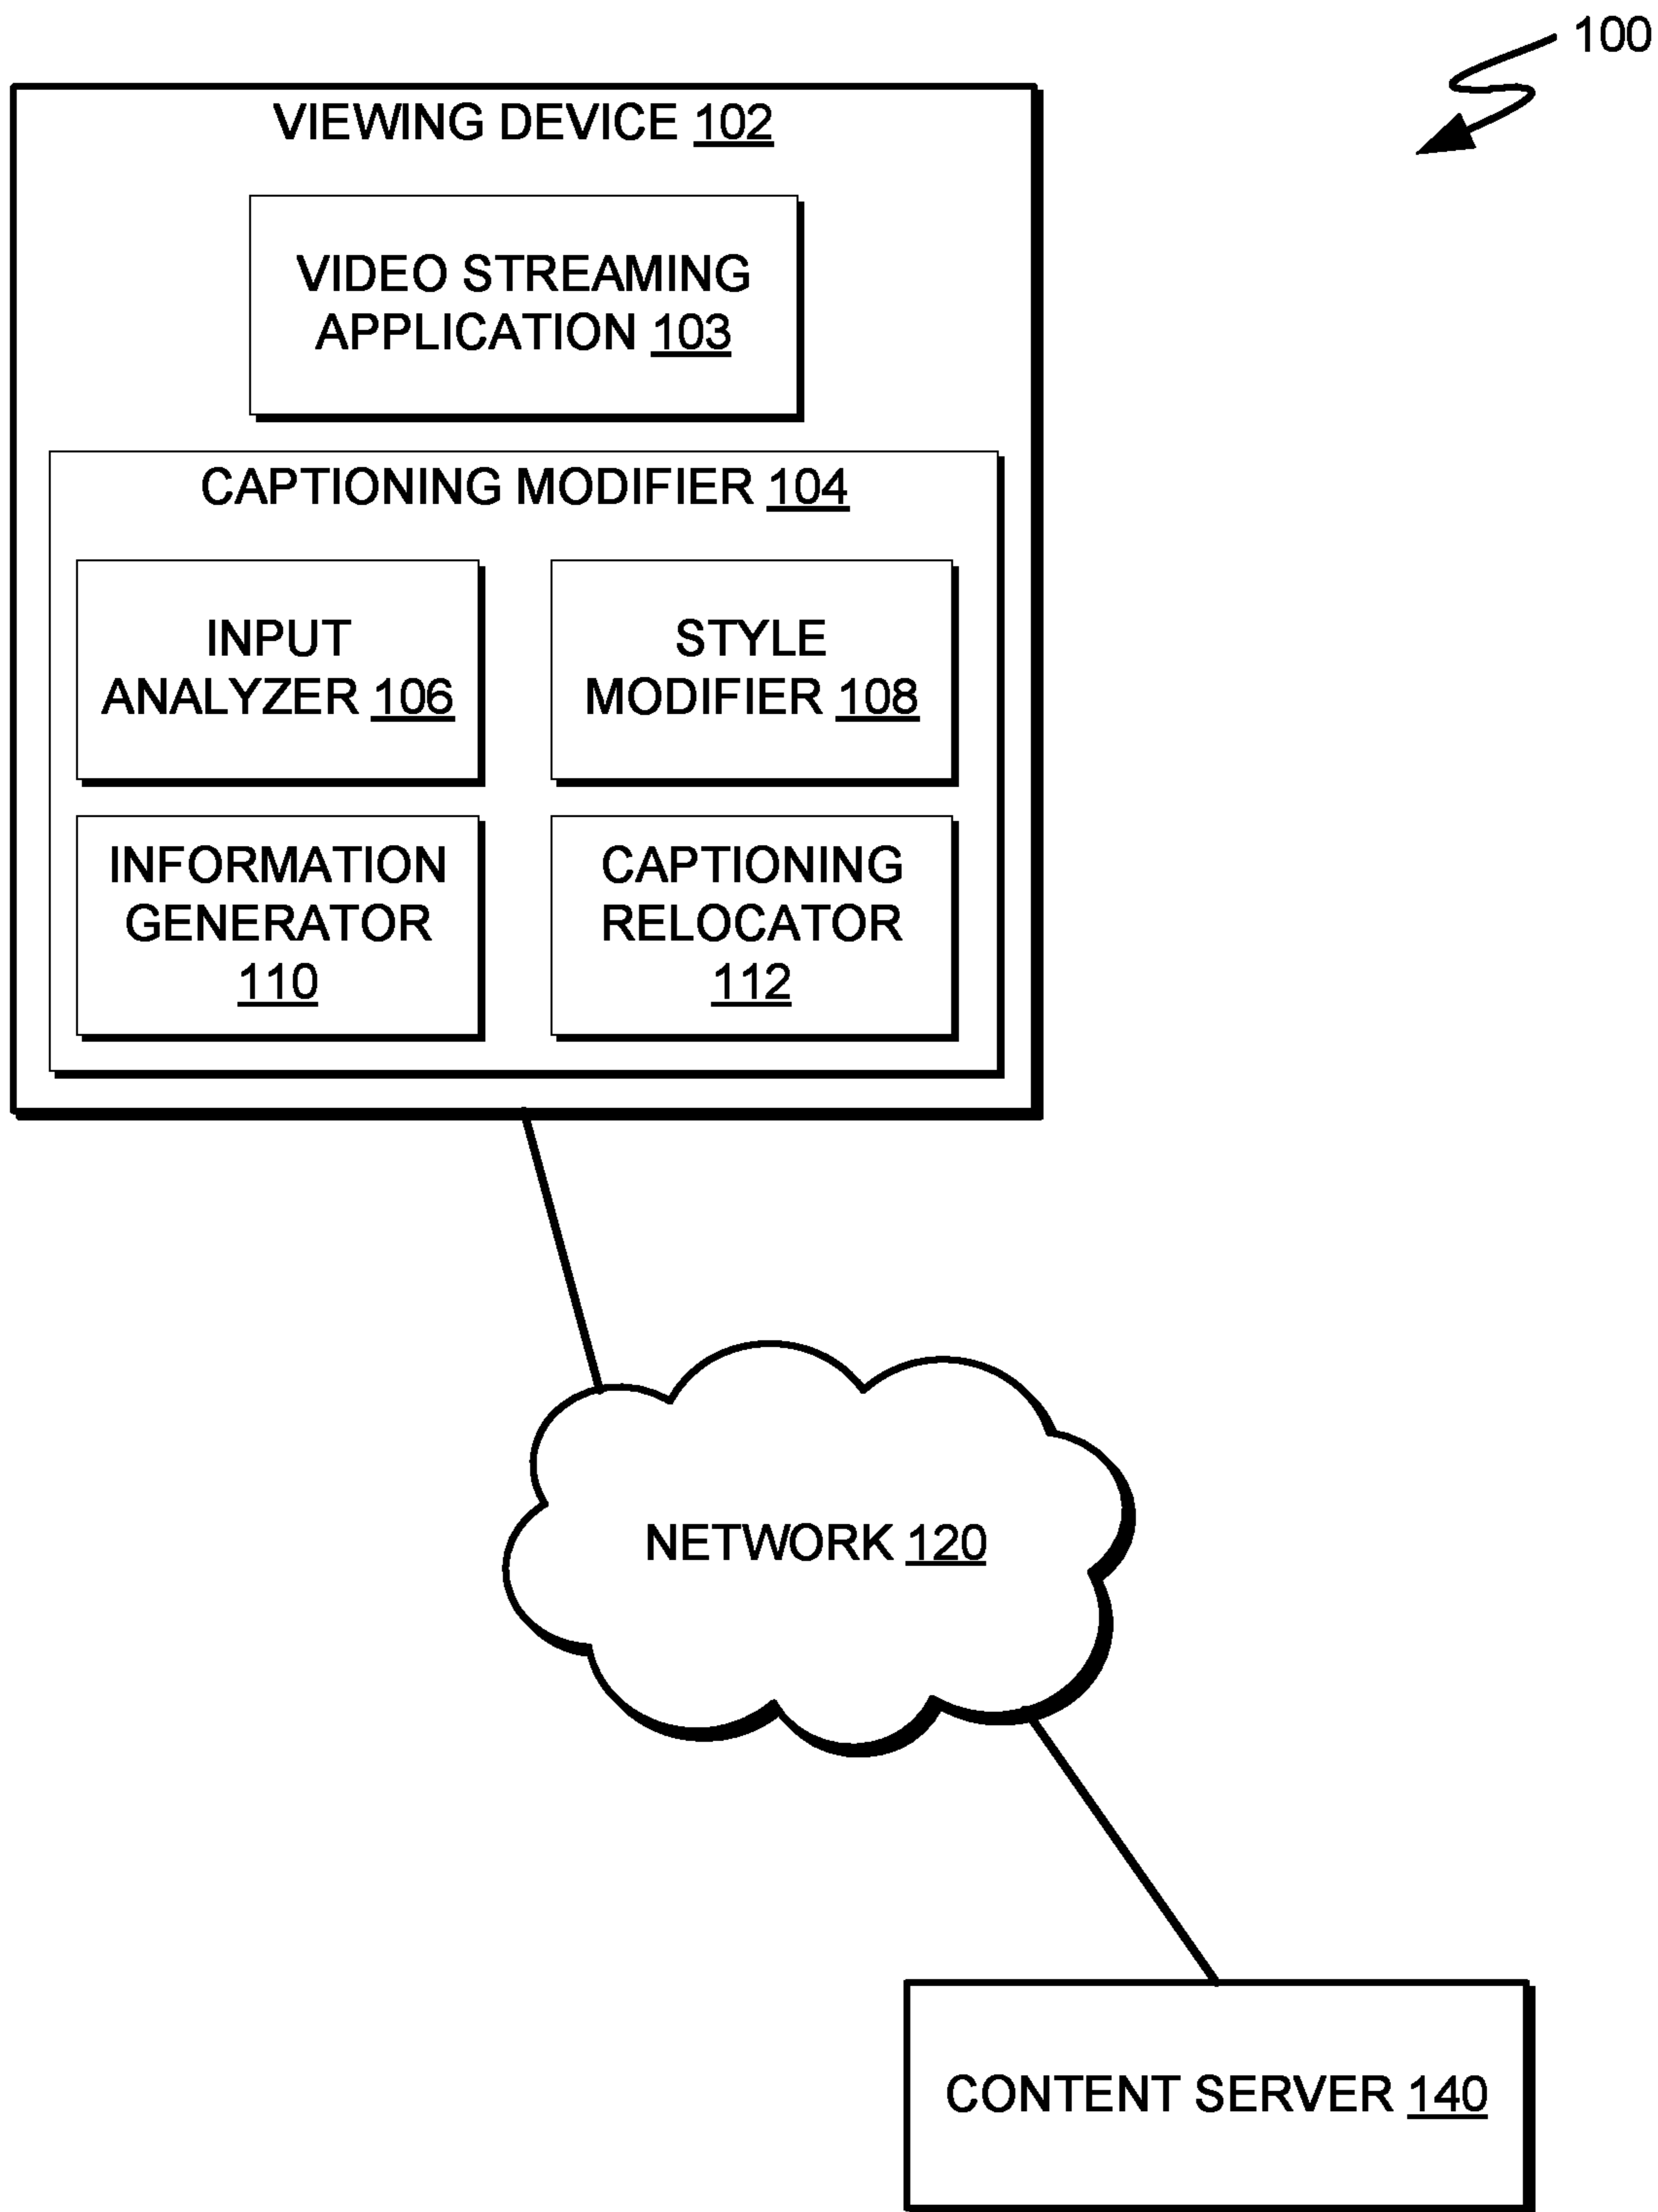 100
VIEWING DEVICE 102
VIDEO STREAMING
APPLICATION 103
CAPTIONING MODIFIER 104
INPUT
ANALYZER 106
STYLE
MODIFIER 108
INFORMATION
GENERATOR
110
CAPTIONING
RELOCATOR
112
NETWORK 120
CONTENT SERVER 140